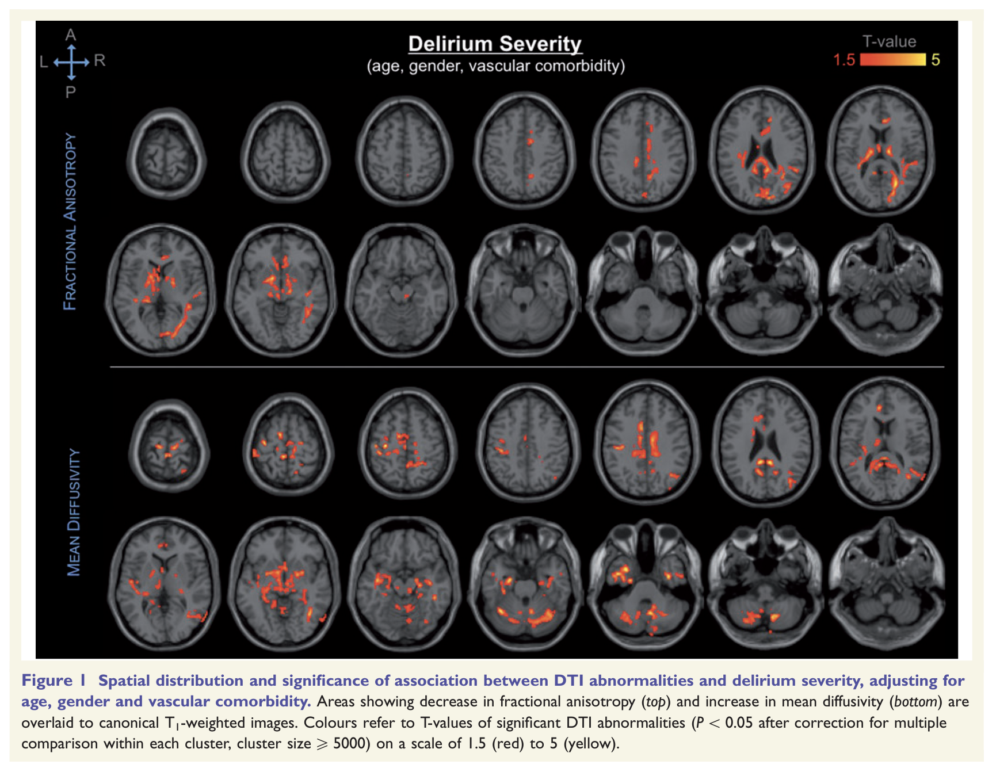 A
L R
P
Delirium Severity
(age, gender, vascular comorbidity)
T-value
1.5 5
FRACTIONAL ANISOTROPY
MEAN DIFFUSIVITY
Figure 1 Spatial distribution and significance of association between DTI abnormalities and delirium severity, adjusting for
age, gender and vascular comorbidity. Areas showing decrease in fractional anisotropy (top) and increase in mean diffusivity (bottom) are
overlaid to canonical T1-weighted images. Colours refer to T-values of significant DTI abnormalities (P < 0.05 after correction for multiple
comparison within each cluster, cluster size ⩾ 5000) on a scale of 1.5 (red) to 5 (yellow).